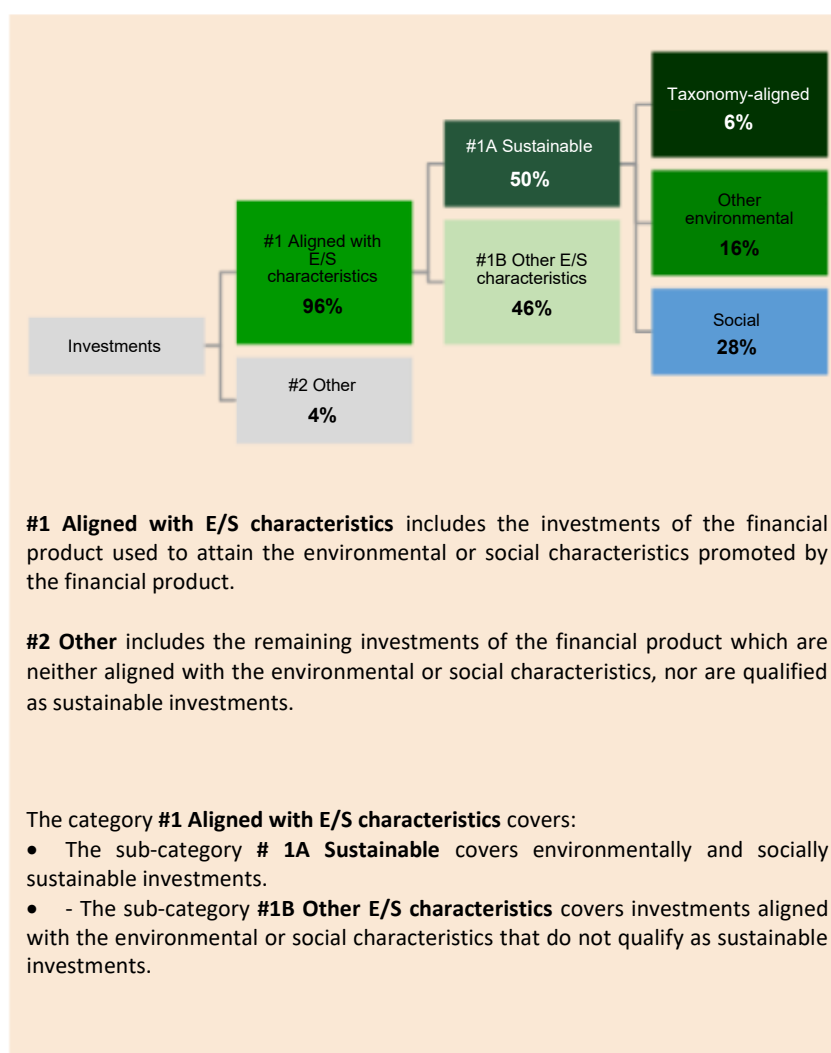 Taxonomy-aligned
6%
#1A Sustainable
50%
Other
environmental
16%
#1 Aligned with
E/S
characteristics
96%
#1B Other E/S
characteristics
46%
Social
28%
Investments
#2 Other
4%
#1 Aligned with E/S characteristics includes the investments of the financial
product used to attain the environmental or social characteristics promoted by
the financial product.
#2 Other includes the remaining investments of the financial product which are
neither aligned with the environmental or social characteristics, nor are qualified
as sustainable investments.
The category #1 Aligned with E/S characteristics covers:
• The sub-category # 1A Sustainable covers environmentally and socially
sustainable investments.
• - The sub-category #1B Other E/S characteristics covers investments aligned
with the environmental or social characteristics that do not qualify as sustainable
investments.